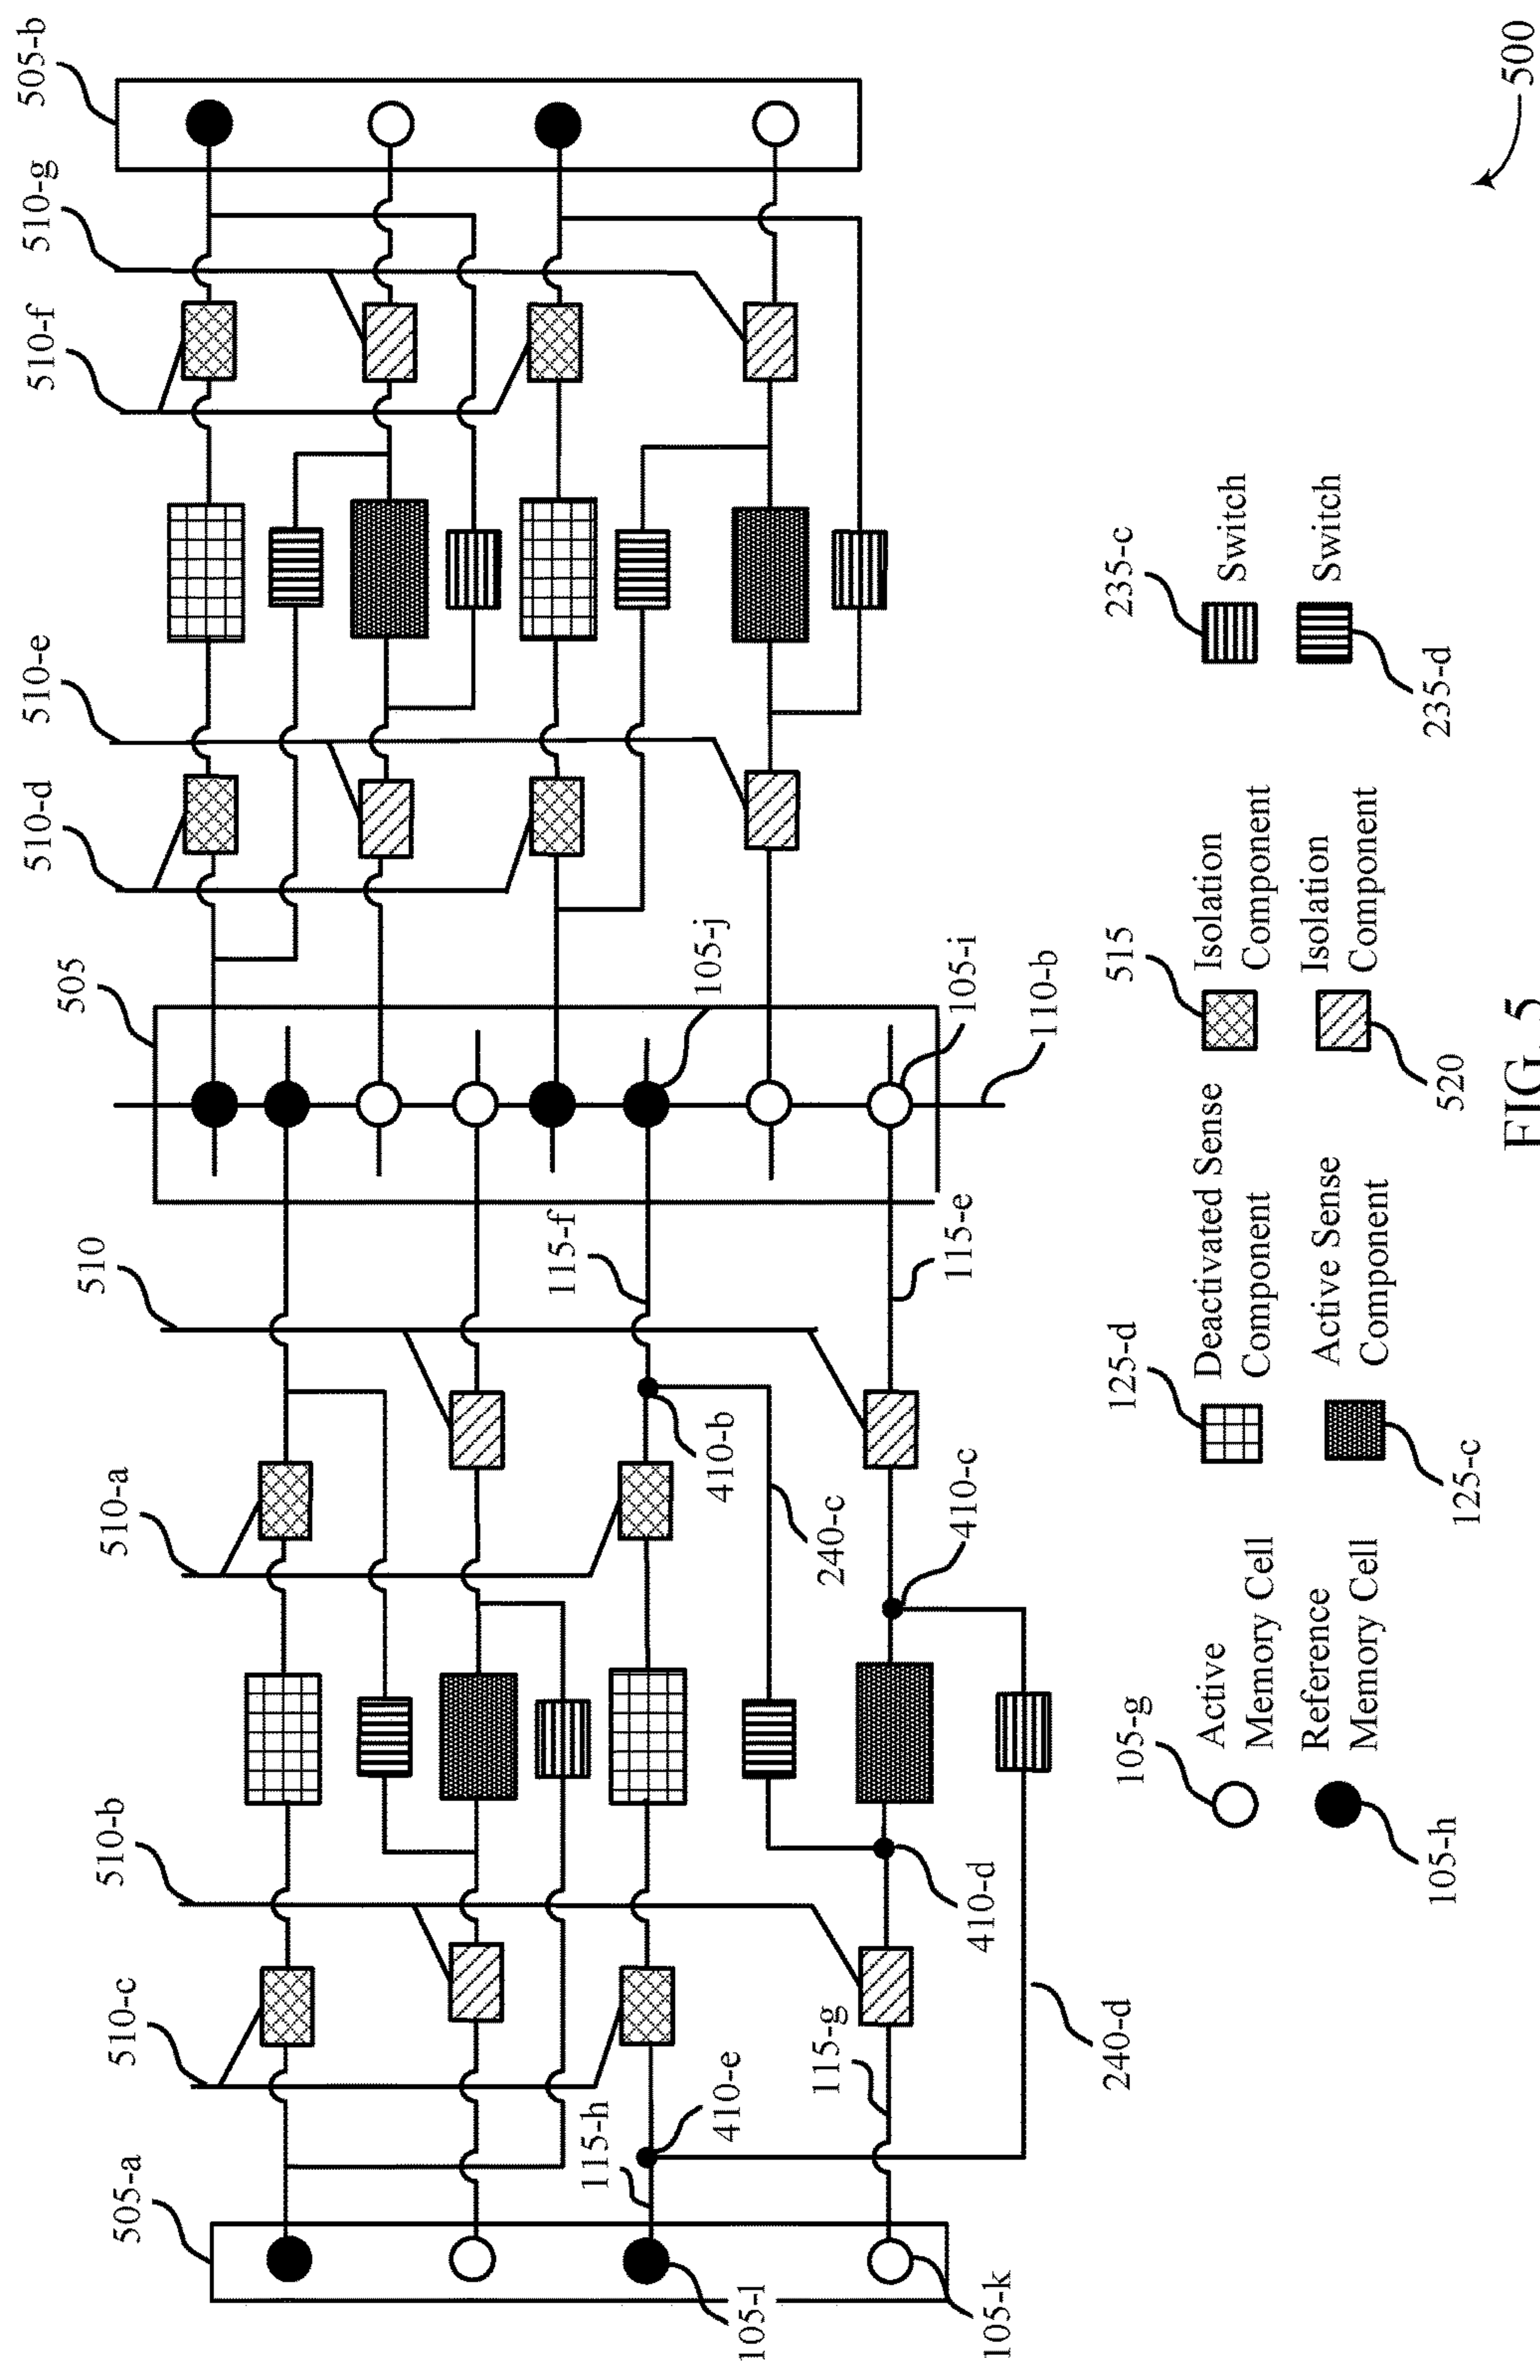 505-a
510-c
510-b
510-a
510
505
510-d
510-e
510-f
510-g
505-b
115-h
410-e
115-g
410-d
240-c
410-b
115-f
410-c
115-e
105-j
105-i
110-b
105-l
105-k
240-d
105-g
Active
Memory Cell
Reference
Memory Cell
105-h
125-d
Deactivated Sense
Component
Active Sense
Component
125-c
515
Isolation
Component
Isolation
Component
520
235-c
Switch
Switch
235-d
500
FIG. 5